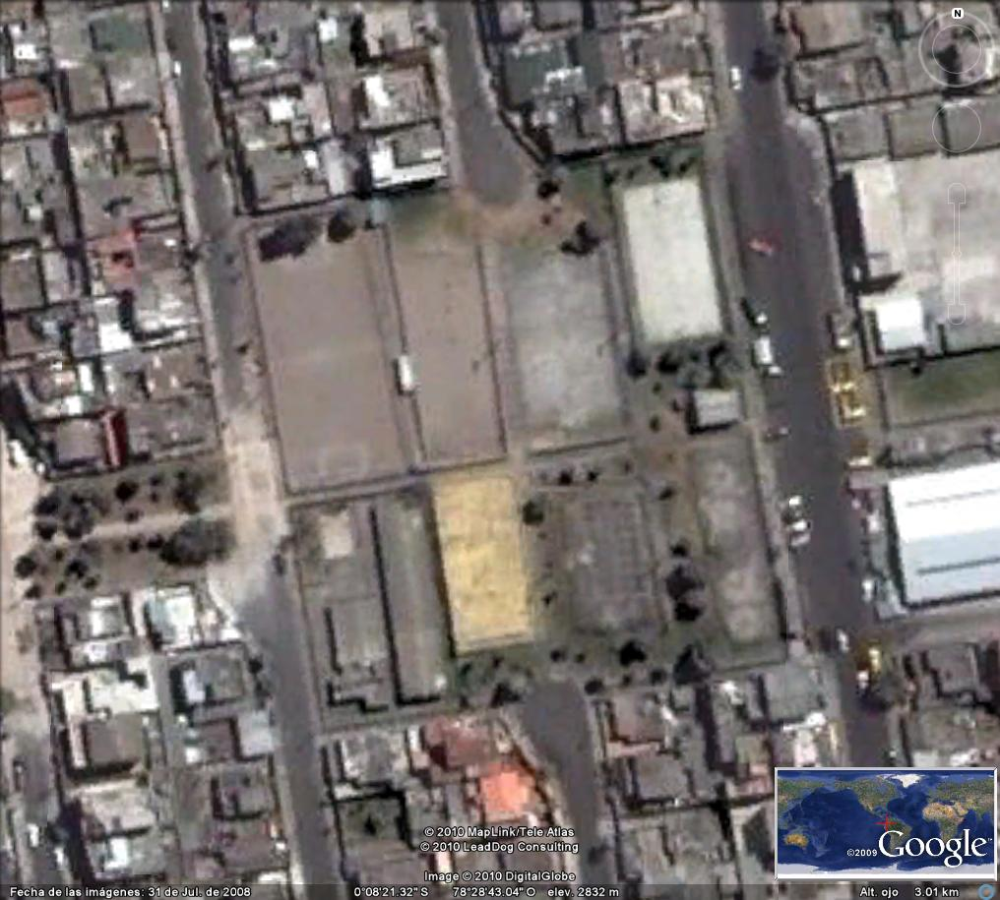 N
© 2010 MapLink/Tele Atlas
© 2010 LeadDog Consulting
Image © 2010 DigitalGlobe
©2009 Google™
Fecha de las imágenes: 31 de Jul. de 2008 0°08'21.32" S 78°28'43.04" O elev. 2832 m Alt. ojo 3.01 km